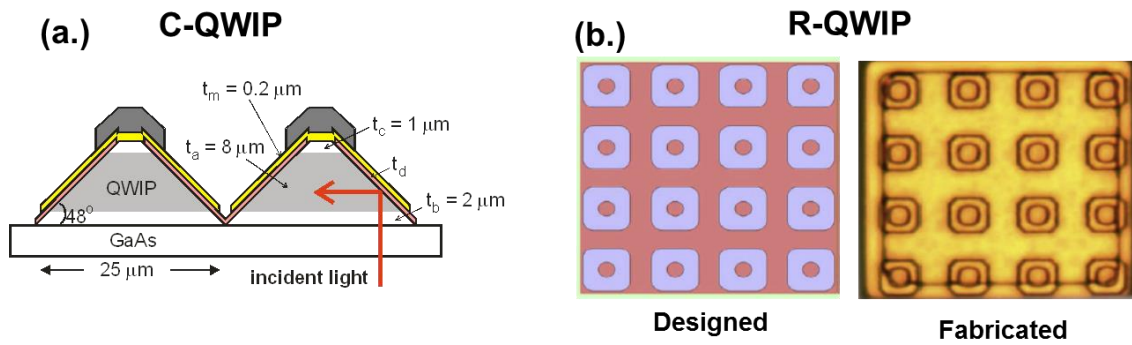 (a.)
C-QWIP
tm = 0.2 μm
tc = 1 μm
ta = 8 μm
td
QWIP
tb = 2 μm
48°
GaAs
25 μm
incident light
(b.)
R-QWIP
Designed
Fabricated